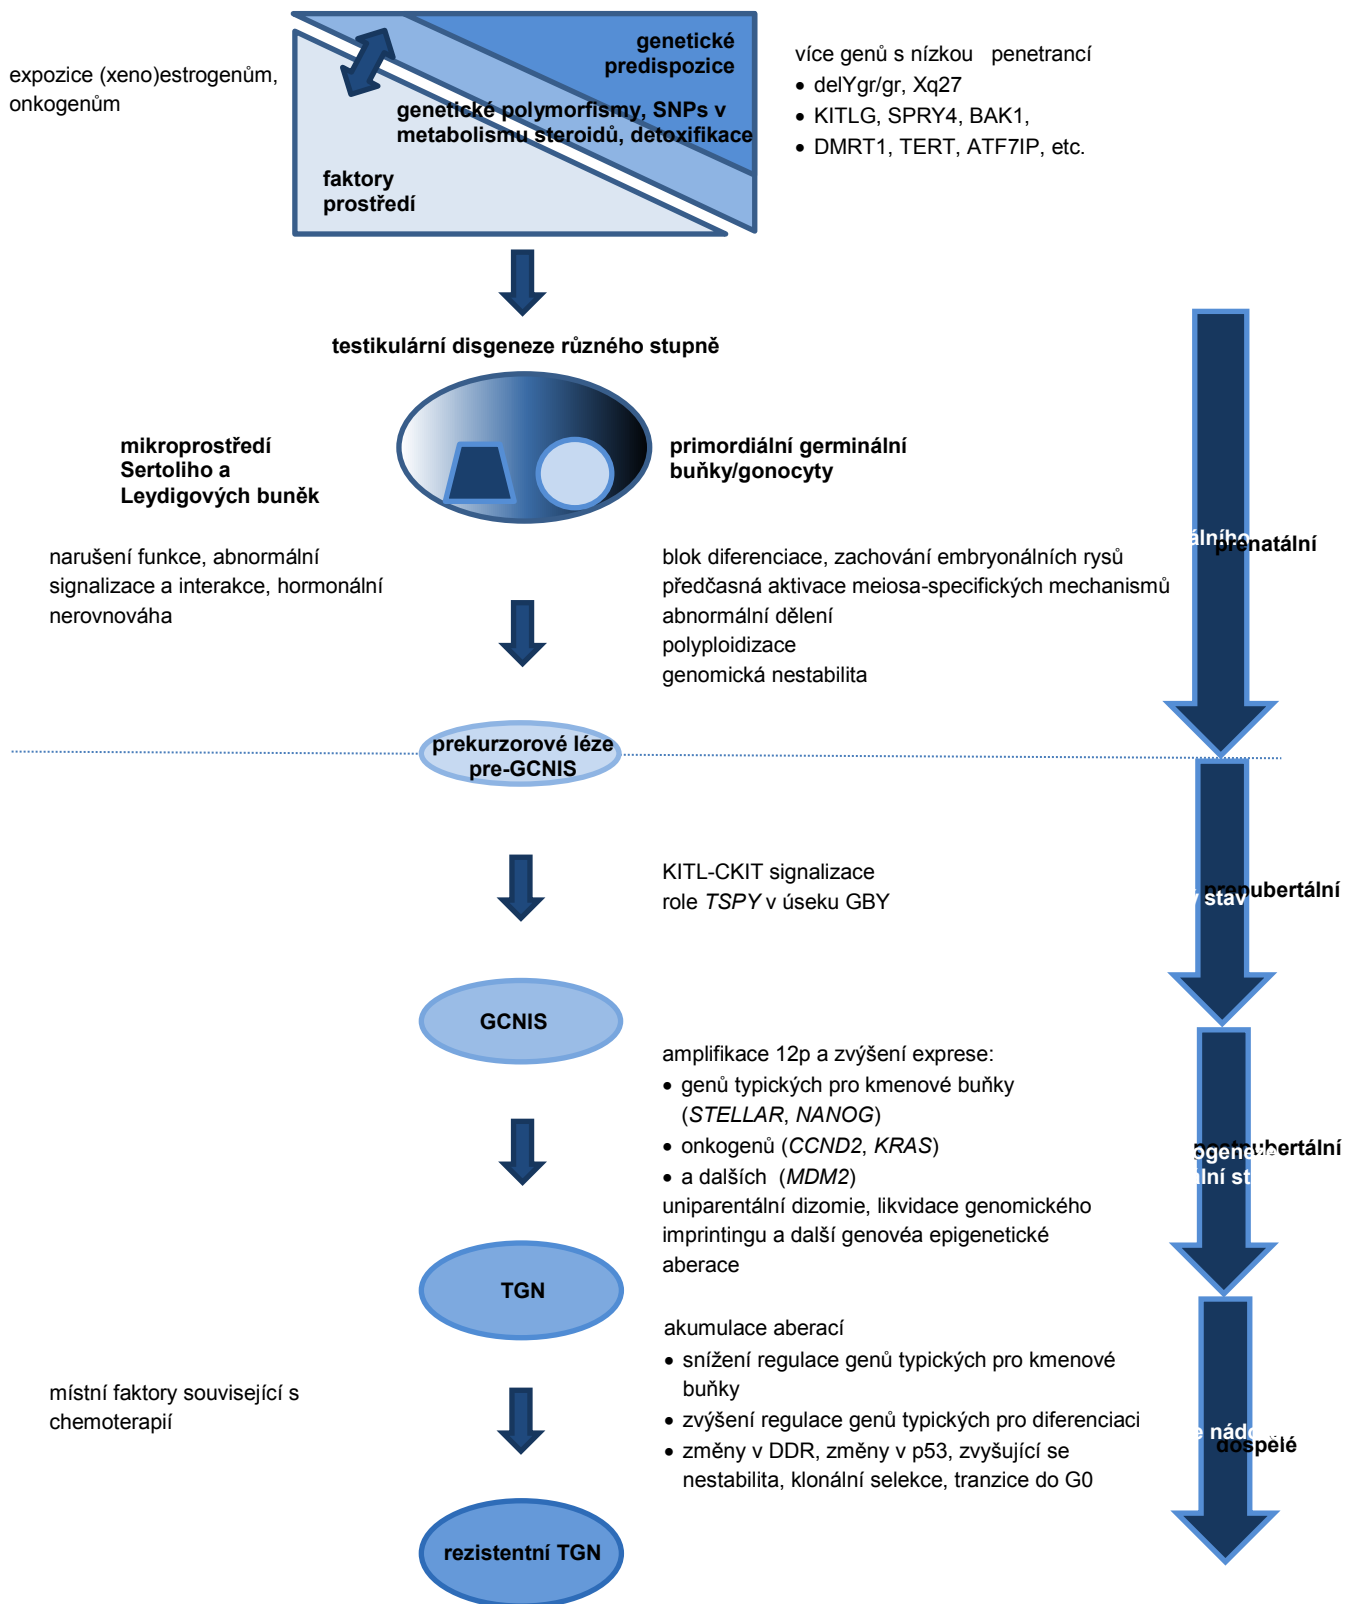 genetické
predispozice
expozice (xeno)estrogenům,
onkogenům
genetické polymorfismy, SNPs v
metabolismu steroidů, detoxifikace
faktory
prostředí
více genů s nízkou penetrancí
• delYgr/gr, Xq27
• KITLG, SPRY4, BAK1,
• DMRT1, TERT, ATF7IP, etc.
testikulární disgeneze různého stupně
mikroprostředí
Sertoliho a
Leydigových buněk
primordiální germinální
buňky/gonocyty
narušení funkce, abnormální
signalizace a interakce, hormonální
nerovnováha
blok diferenciace, zachování embryonálních rysů
předčasná aktivace meiosa-specifických mechanismů
abnormální dělení
polyploidizace
genomická nestabilita
prenatální
prekurzorové léze
pre-GCNIS
KITL-CKIT signalizace
role TSPY v úseku GBY
prepubertální
stav
GCNIS
amplifikace 12p a zvýšení exprese:
• genů typických pro kmenové buňky
(STELLAR, NANOG)
• onkogenů (CCND2, KRAS)
• a dalších (MDM2)
uniparentální dizomie, likvidace genomického
imprintingu a další genovéa epigenetické
aberace
postpubertální
TGN
akumulace aberací
• snížení regulace genů typických pro kmenové
buňky
• zvýšení regulace genů typických pro diferenciaci
• změny v DDR, změny v p53, zvyšující se
nestabilita, klonální selekce, tranzice do G0
místní faktory související s
chemoterapií
dospělé
rezistentní TGN